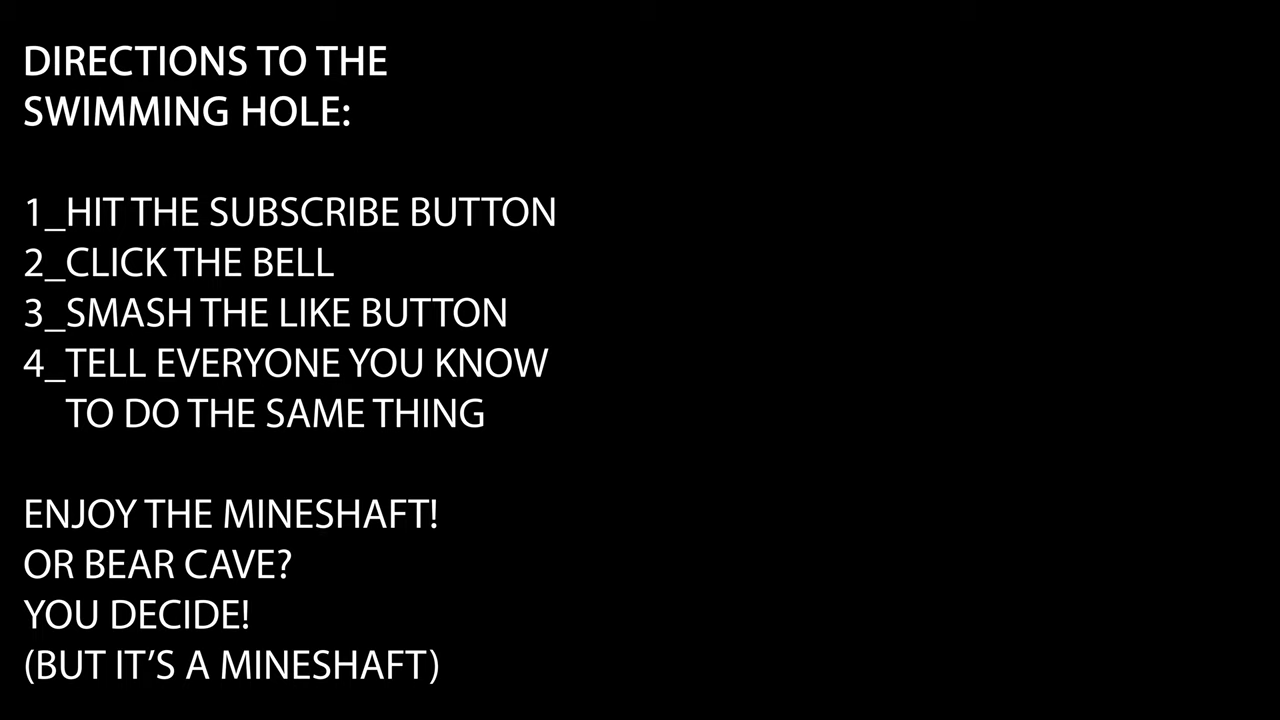 DIRECTIONS TO THE
SWIMMING HOLE:
1_HIT THE SUBSCRIBE BUTTON
2_CLICK THE BELL
3_SMASH THE LIKE BUTTON
4_TELL EVERYONE YOU KNOW
TO DO THE SAME THING
ENJOY THE MINESHAFT!
OR BEAR CAVE?
YOU DECIDE!
(BUT IT’S A MINESHAFT)